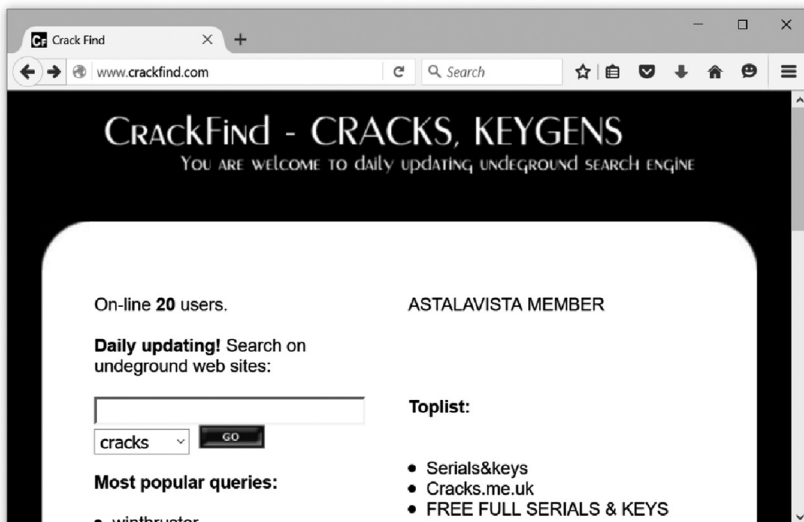 CF Crack Find
www.crackfind.com
Search
CRACKFIND - CRACKS, KEYGENS
YOU ARE WELCOME TO dAily updATING UNDEGROUND SEARCH ENGINE
On-line 20 users.
ASTALAVISTA MEMBER
Daily updating! Search on
undeground web sites:
Toplist:
cracks
GO
Most popular queries:
Serials&keys
Cracks.me.uk
FREE FULL SERIALS & KEYS